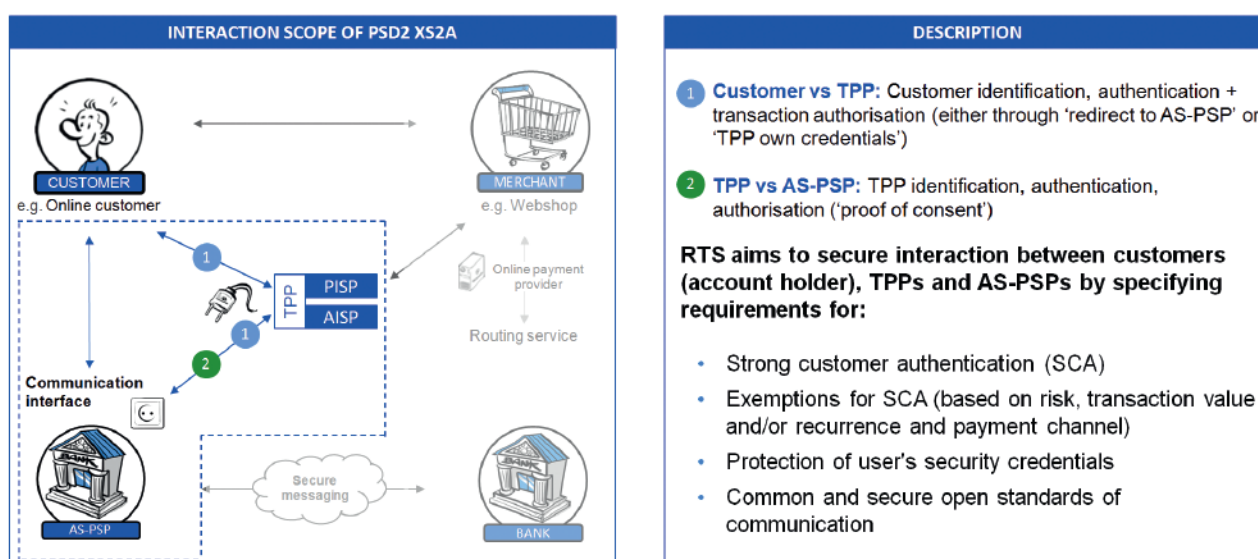 INTERACTION SCOPE OF PSD2 XS2A
CUSTOMER
e.g. Online customer
MERCHANT
e.g. Webshop
1
TPP
PISP
AISP
Online payment
provider
Routing service
1
2
Communication
interface
BANK
AS-PSP
Secure
messaging
BANK
DESCRIPTION
1 Customer vs TPP: Customer identification, authentication +
transaction authorisation (either through ‘redirect to AS-PSP’ or
‘TPP own credentials’)
2 TPP vs AS-PSP: TPP identification, authentication,
authorisation (‘proof of consent’)
RTS aims to secure interaction between customers
(account holder), TPPs and AS-PSPs by specifying
requirements for:
• Strong customer authentication (SCA)
• Exemptions for SCA (based on risk, transaction value
and/or recurrence and payment channel)
• Protection of user's security credentials
• Common and secure open standards of
communication